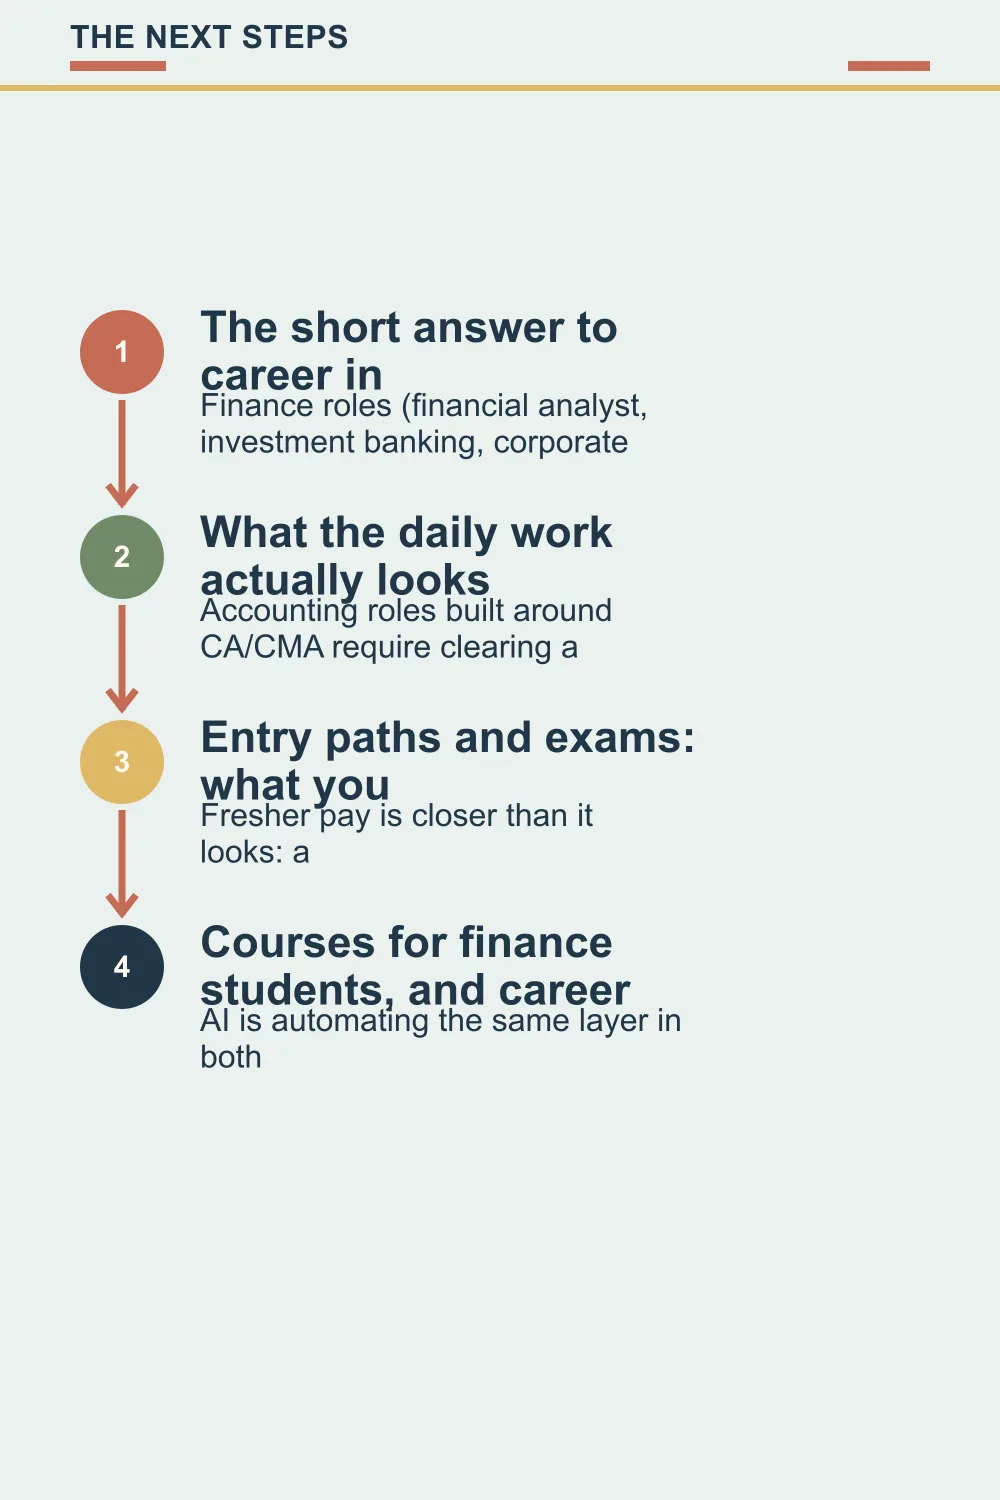 THE NEXT STEPS
1
The short answer to
career in
Finance roles (financial analyst,
investment banking, corporate
2
What the daily work
actually looks
Accounting roles built around
CA/CMA require clearing a
3
Entry paths and exams:
what you
Fresher pay is closer than it
looks: a
4
Courses for finance
students, and career
AI is automating the same layer in
both